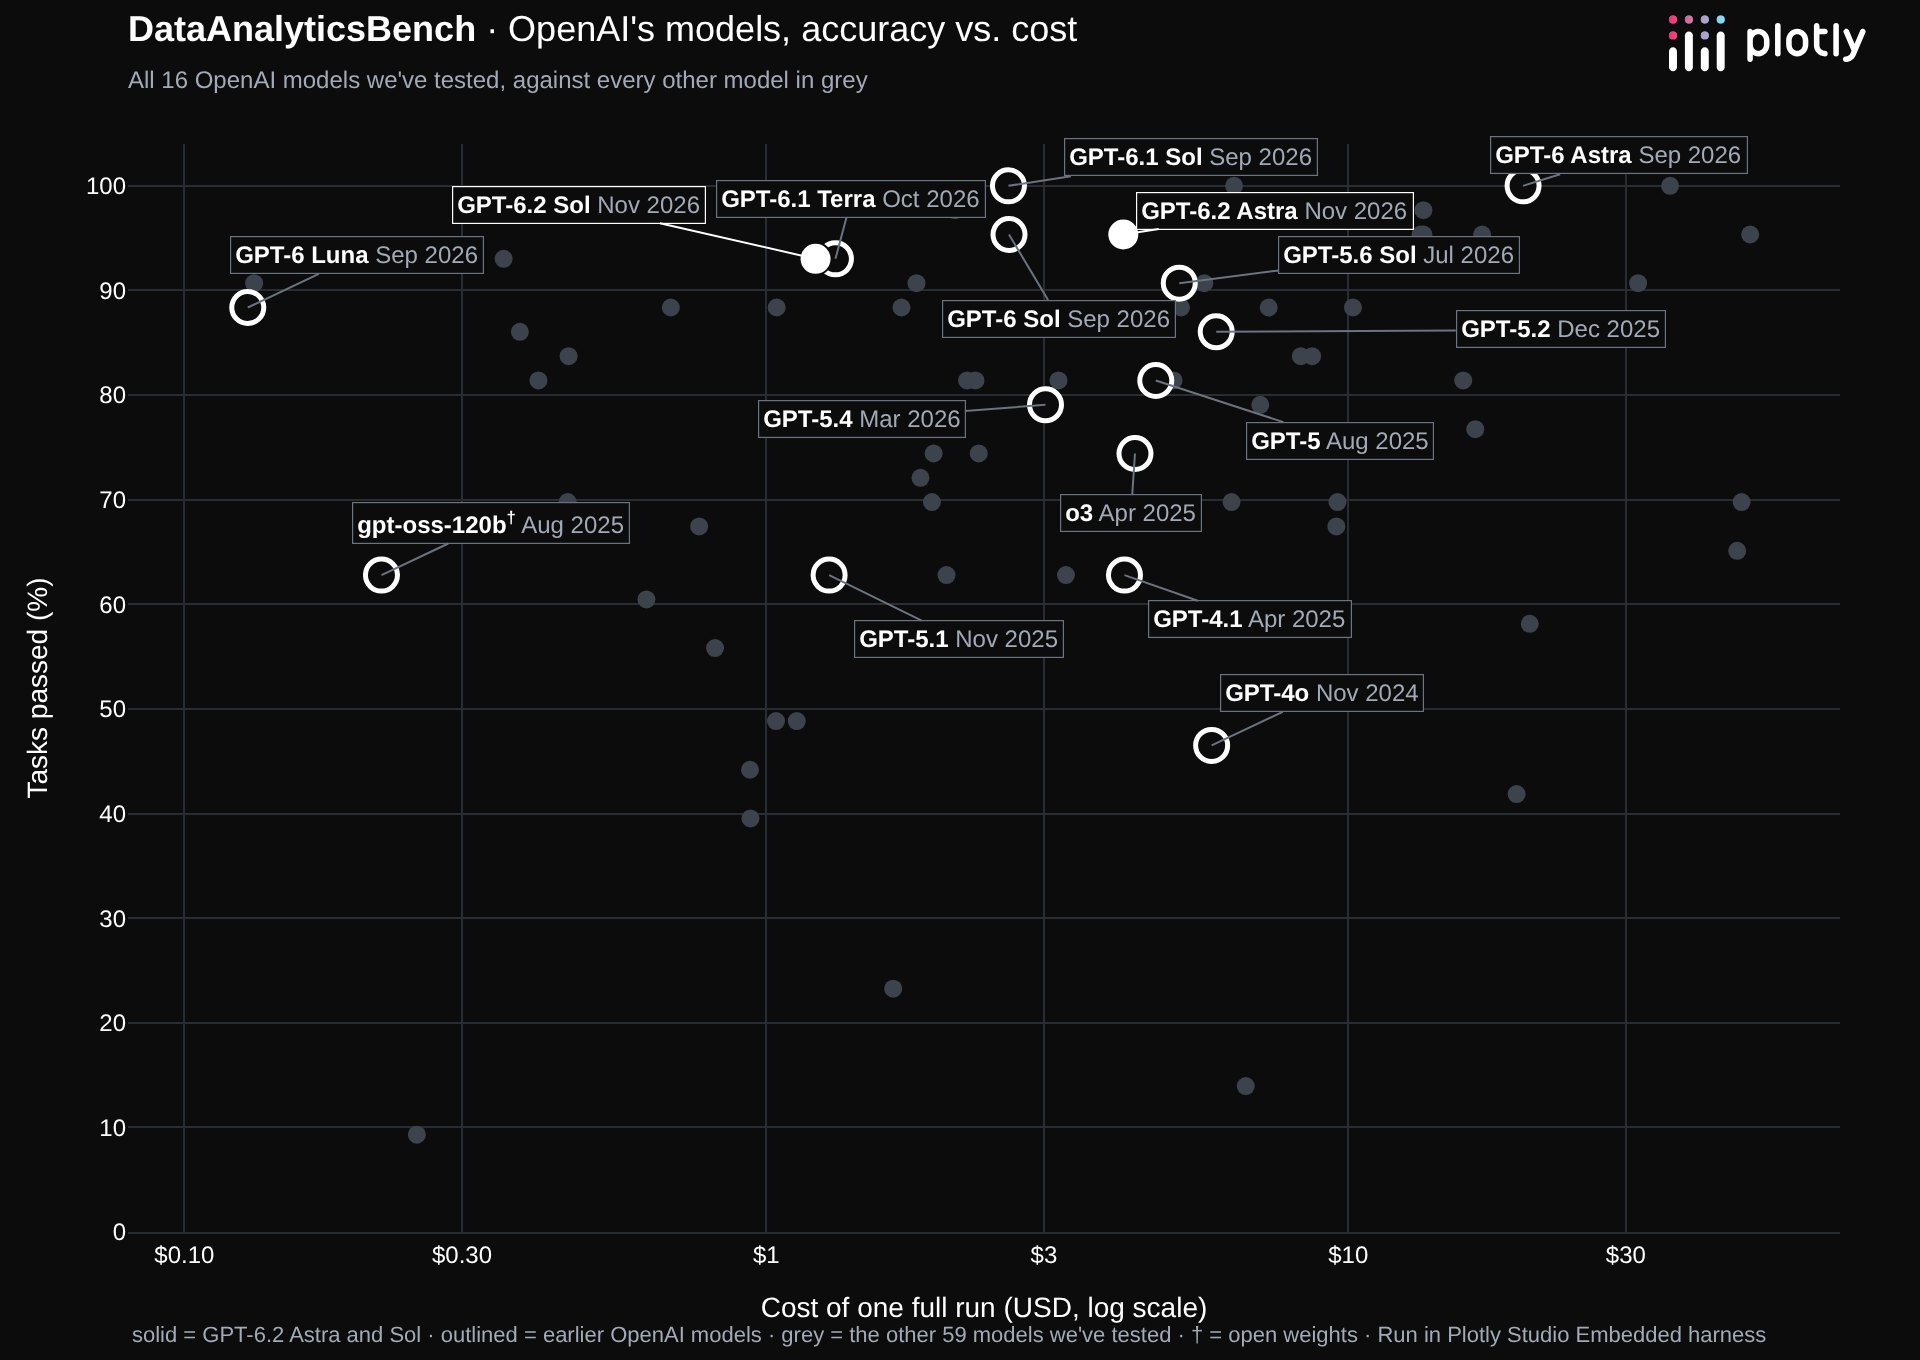 DataAnalyticsBench · OpenAI's models, accuracy vs. cost
plotly
All 16 OpenAI models we've tested, against every other model in grey
GPT-6.1 Sol Sep 2026
GPT-6 Astra Sep 2026
GPT-6.2 Sol Nov 2026
GPT-6.1 Terra Oct 2026
GPT-6.2 Astra Nov 2026
GPT-6 Luna Sep 2026
GPT-5.6 Sol Jul 2026
GPT-6 Sol Sep 2026
GPT-5.2 Dec 2025
GPT-5.4 Mar 2026
GPT-5 Aug 2025
o3 Apr 2025
gpt-oss-120b† Aug 2025
GPT-5.1 Nov 2025
GPT-4.1 Apr 2025
GPT-4o Nov 2024
Tasks passed (%)
100
90
80
70
60
50
40
30
20
10
0
$0.10
$0.30
$1
$3
$10
$30
Cost of one full run (USD, log scale)
solid = GPT-6.2 Astra and Sol · outlined = earlier OpenAI models · grey = the other 59 models we've tested · † = open weights · Run in Plotly Studio Embedded harness